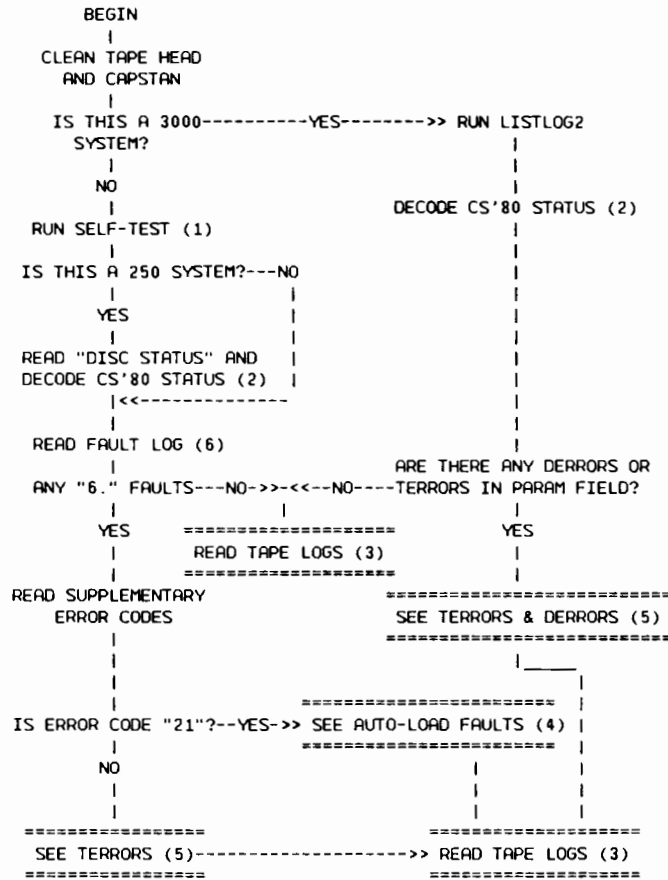 BEGIN
CLEAN TAPE HEAD
AND CAPSTAN
IS THIS A 3000----------YES-------->> RUN LISTLOG2
SYSTEM?
NO
DECODE CS'80 STATUS (2)
RUN SELF-TEST (1)
IS THIS A 250 SYSTEM?---NO
YES
READ "DISC STATUS" AND
DECODE CS'80 STATUS (2)
<<--------------
READ FAULT LOG (6)
ARE THERE ANY DERRORS OR
ANY "6." FAULTS---NO->>-<<--NO----TERRORS IN PARAM FIELD?
YES
YES
READ TAPE LOGS (3)
READ SUPPLEMENTARY
ERROR CODES
SEE TERRORS & DERRORS (5)
IS ERROR CODE "21"?--YES->> SEE AUTO-LOAD FAULTS (4)
NO
SEE TERRORS (5)------------------->> READ TAPE LOGS (3)